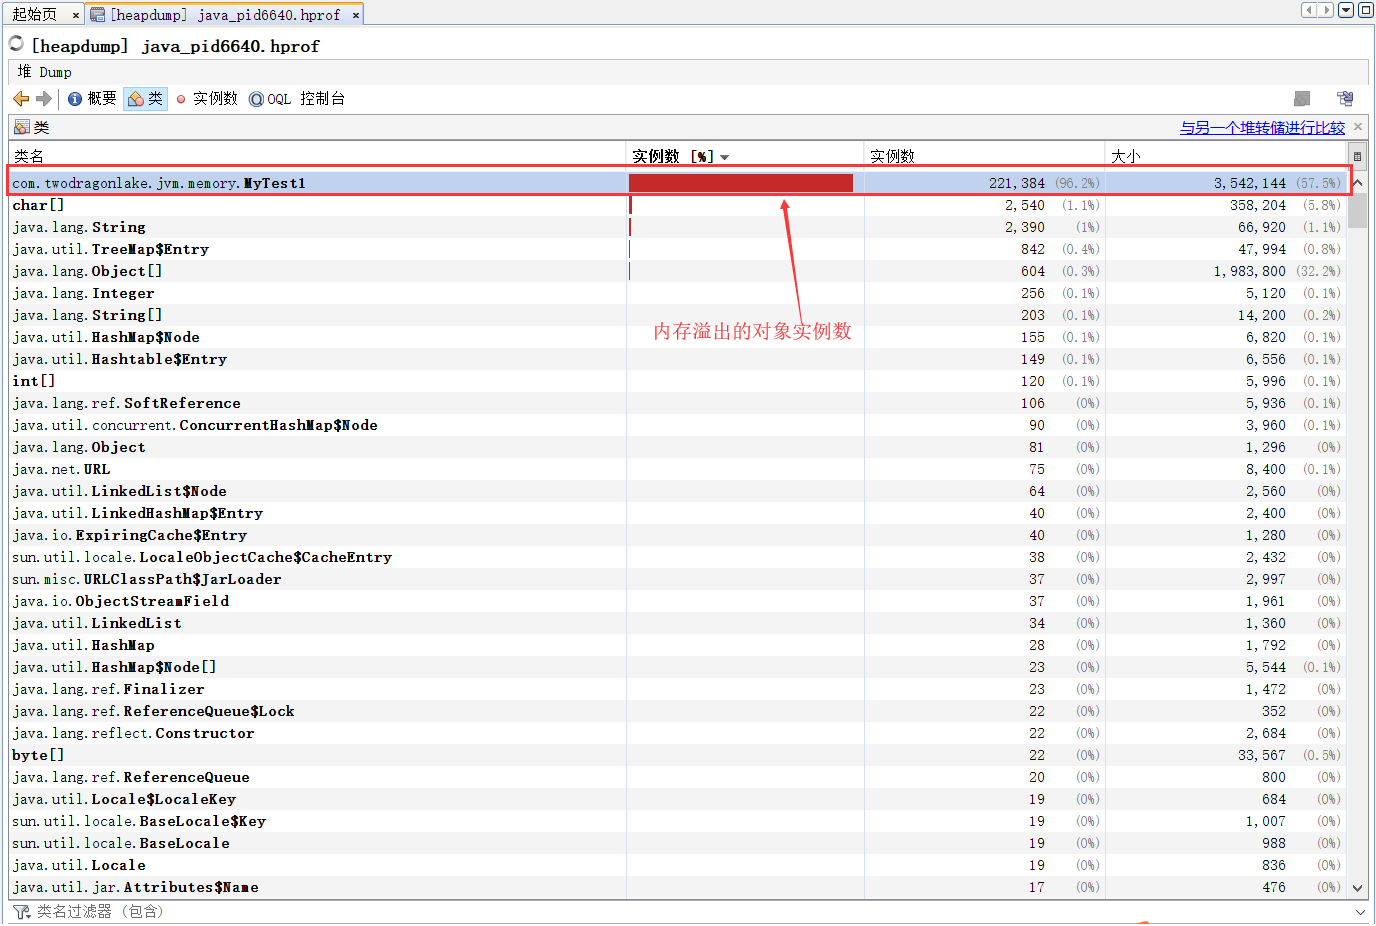 起始页 × [heapdump] java_pid6640.hprof ×
[heapdump] java_pid6640.hprof
堆 Dump
概要 类 实例数 OQL 控制台
类 与另一个堆转储进行比较 ×
类名 实例数 [%] 实例数 大小
com.twodragonlake.jvm.memory.MyTest1 221,384 (96.2%) 3,542,144 (57.5%)
char[] 2,540 (1.1%) 358,204 (5.8%)
java.lang.String 2,390 (1%) 66,920 (1.1%)
java.util.TreeMap$Entry 842 (0.4%) 47,994 (0.8%)
java.lang.Object[] 604 (0.3%) 1,983,800 (32.2%)
java.lang.Integer 256 (0.1%) 5,120 (0.1%)
java.lang.String[] 203 (0.1%) 14,200 (0.2%)
内存溢出的对象实例数
java.util.HashMap$Node 155 (0.1%) 6,820 (0.1%)
java.util.Hashtable$Entry 149 (0.1%) 6,556 (0.1%)
int[] 120 (0.1%) 5,996 (0.1%)
java.lang.ref.SoftReference 106 (0%) 5,936 (0.1%)
java.util.concurrent.ConcurrentHashMap$Node 90 (0%) 3,960 (0.1%)
java.lang.Object 81 (0%) 1,296 (0%)
java.net.URL 75 (0%) 8,400 (0.1%)
java.util.LinkedList$Node 64 (0%) 2,560 (0%)
java.util.LinkedHashMap$Entry 40 (0%) 2,400 (0%)
java.io.ExpiringCache$Entry 40 (0%) 1,280 (0%)
sun.util.locale.LocaleObjectCache$CacheEntry 38 (0%) 2,432 (0%)
sun.misc.URLClassPath$JarLoader 37 (0%) 2,997 (0%)
java.io.ObjectStreamField 37 (0%) 1,961 (0%)
java.util.LinkedList 34 (0%) 1,360 (0%)
java.util.HashMap 28 (0%) 1,792 (0%)
java.util.HashMap$Node[] 23 (0%) 5,544 (0.1%)
java.lang.ref.Finalizer 23 (0%) 1,472 (0%)
java.lang.ref.ReferenceQueue$Lock 22 (0%) 352 (0%)
java.lang.reflect.Constructor 22 (0%) 2,684 (0%)
byte[] 22 (0%) 33,567 (0.5%)
java.lang.ref.ReferenceQueue 20 (0%) 800 (0%)
java.util.Locale$LocaleKey 19 (0%) 684 (0%)
sun.util.locale.BaseLocale$Key 19 (0%) 1,007 (0%)
sun.util.locale.BaseLocale 19 (0%) 988 (0%)
java.util.Locale 19 (0%) 836 (0%)
java.util.jar.Attributes$Name 17 (0%) 476 (0%)
类名过滤器 (包含)